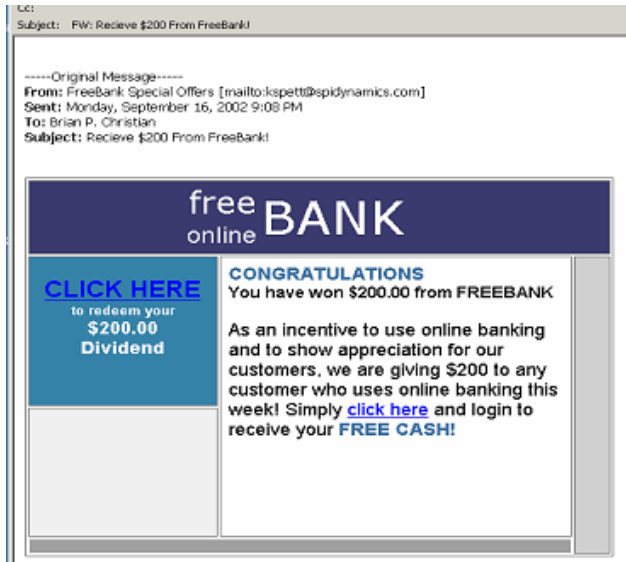 Cc:
Subject: FW: Recieve $200 From FreeBank!
-----Original Message-----
From: FreeBank Special Offers [mailto:kspett@spidynamics.com]
Sent: Monday, September 16, 2002 9:08 PM
To: Brian P. Christian
Subject: Recieve $200 From FreeBank!
free
online BANK
CLICK HERE
to redeem your
$200.00
Dividend
CONGRATULATIONS
You have won $200.00 from FREEBANK
As an incentive to use online banking
and to show appreciation for our
customers, we are giving $200 to any
customer who uses online banking this
week! Simply click here and login to
receive your FREE CASH!